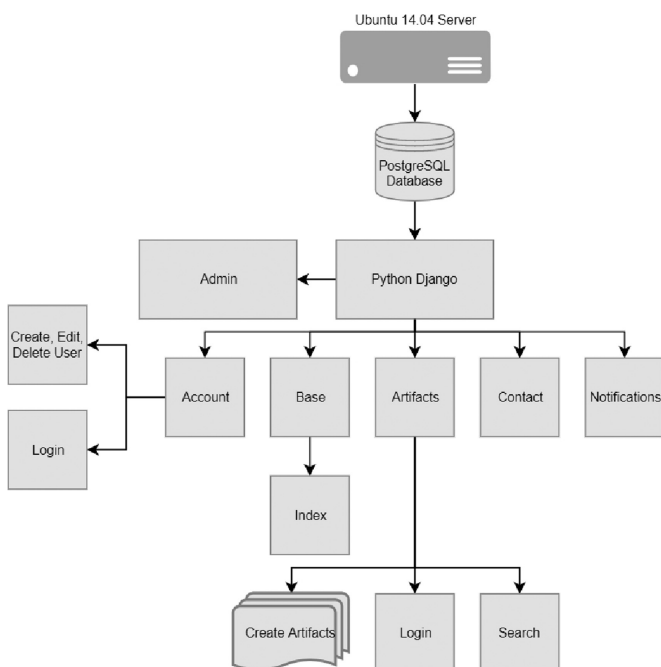 Ubuntu 14.04 Server
PostgreSQL
Database
Admin
Python Django
Create, Edit,
Delete User
Account
Base
Artifacts
Contact
Notifications
Login
Index
Create Artifacts
Login
Search